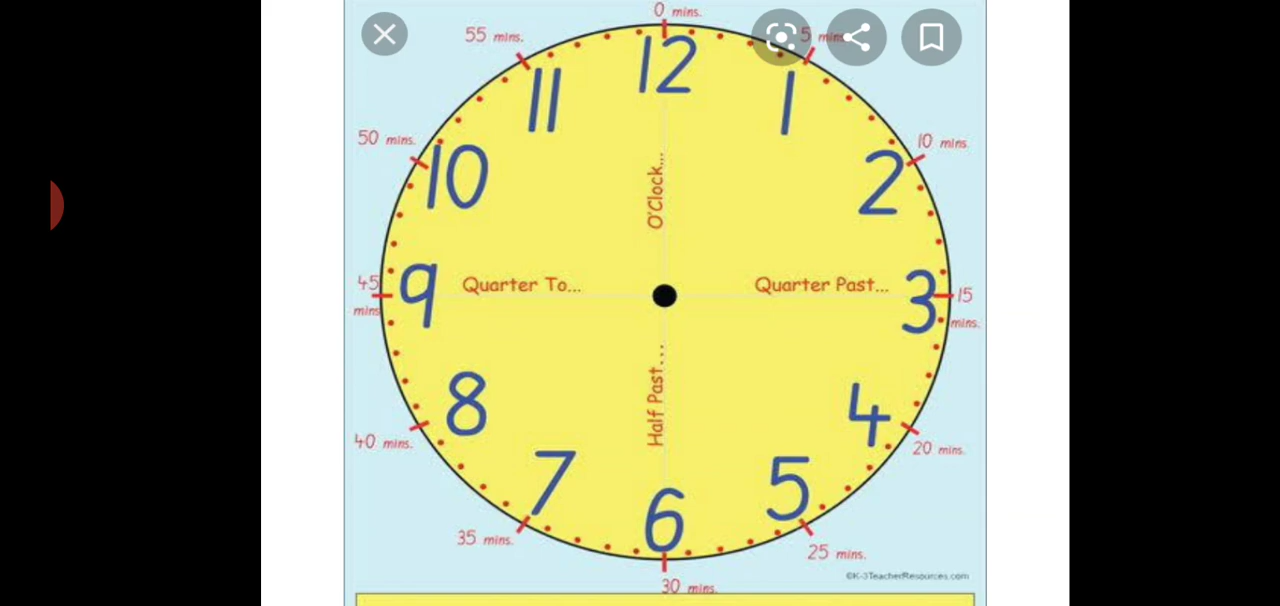 0 mins.
55 mins.
5 mins.
12
11
1
50 mins.
10 mins.
10
2
O'Clock...
45
mins
9
Quarter To...
Quarter Past...
3
15
mins.
Half Past...
8
4
40 mins.
20 mins.
7
5
6
35 mins.
25 mins.
©K-3TeacherResources.com
30 mins.